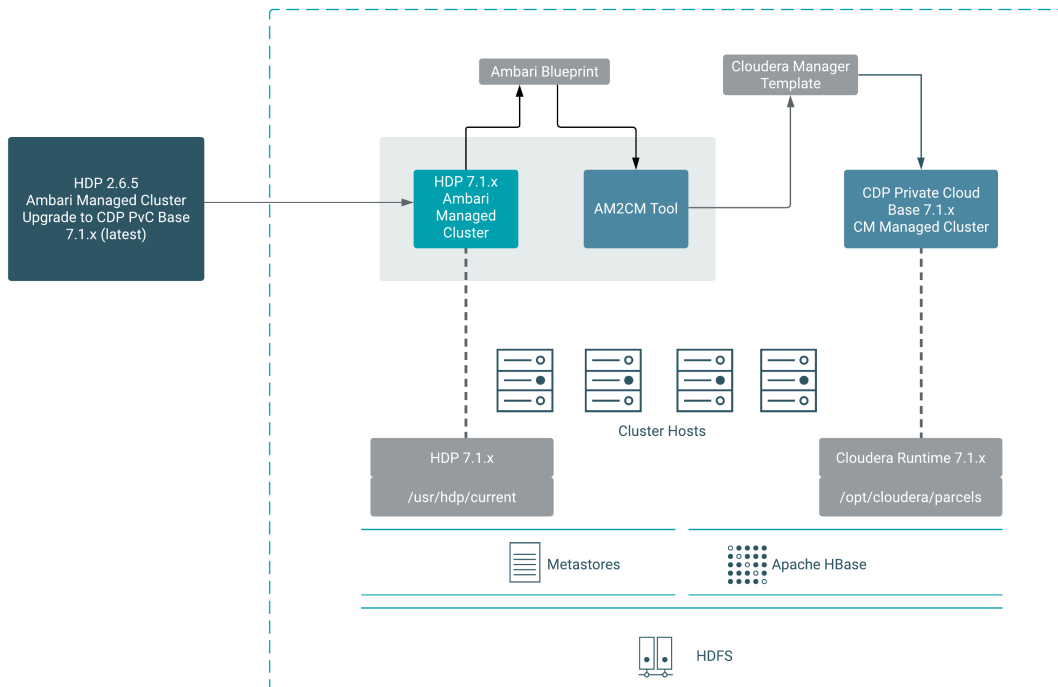 Ambari Blueprint
Cloudera Manager
Template
HDP 2.6.5
Ambari Managed Cluster
Upgrade to CDP PvC Base
7.1.x (latest)
HDP 7.1.x
Ambari
Managed
Cluster
AM2CM Tool
CDP Private Cloud
Base 7.1.x
CM Managed Cluster
Cluster Hosts
HDP 7.1.x
/usr/hdp/current
Cloudera Runtime 7.1.x
/opt/cloudera/parcels
Metastores
Apache HBase
HDFS